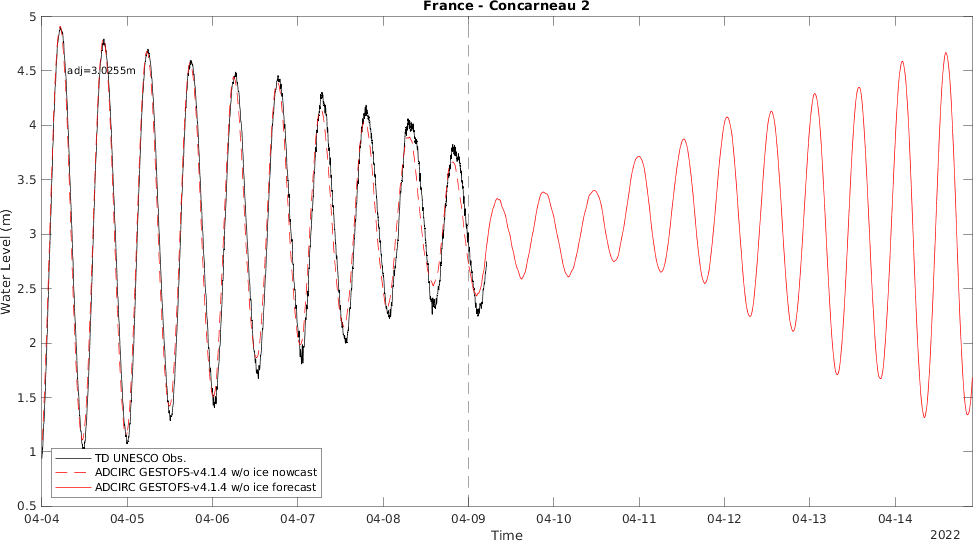 France - Concarneau 2
adj=3.0255m
Water Level (m)
5
4.5
4
3.5
3
2.5
2
1.5
1
0.5
TD UNESCO Obs.
ADCIRC GESTOFS-v4.1.4 w/o ice nowcast
ADCIRC GESTOFS-v4.1.4 w/o ice forecast
04-04 04-05 04-06 04-07 04-08 04-09 04-10 04-11 04-12 04-13 04-14
Time
2022